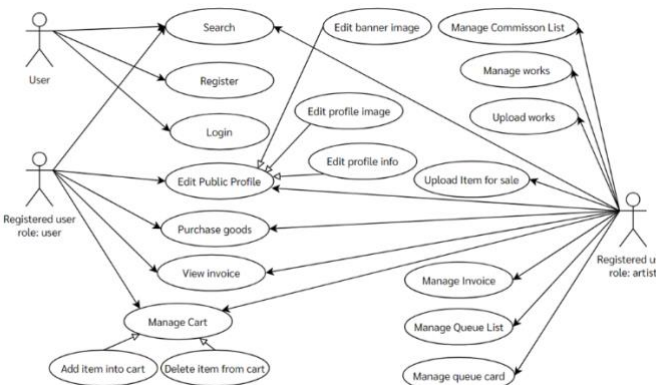 Search
Edit banner image
Manage Commisson List
User
Register
Manage works
Edit profile image
Upload works
Login
Edit profile info
Edit Public Profile
Upload Item for sale
Registered user
role: user
Purchase goods
Registered u
role: artist
View invoice
Manage Invoice
Manage Cart
Manage Queue List
Add item into cart
Delete item from cart
Manage queue card